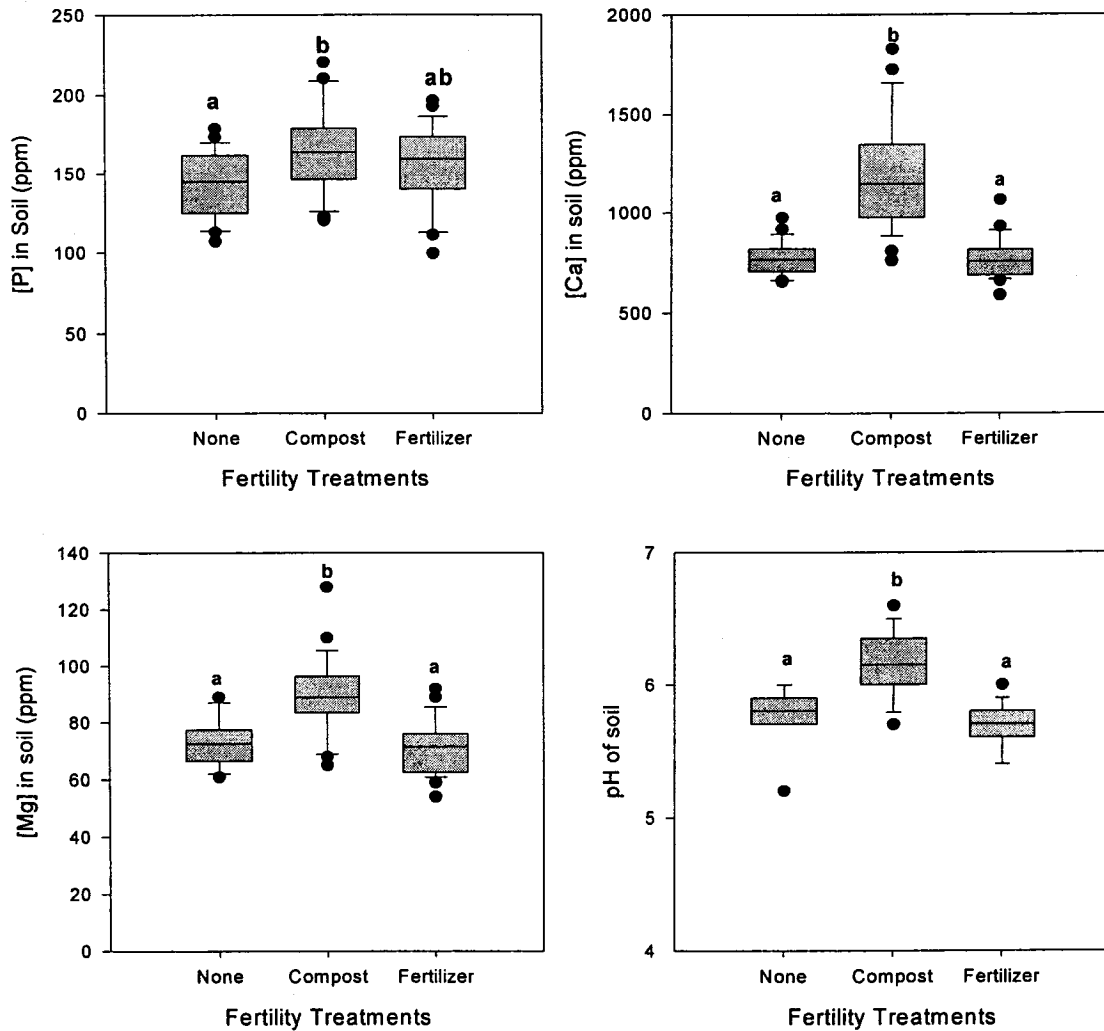 [P] in Soil (ppm)
250
200
150
100
50
0
a
b
ab
None Compost Fertilizer
Fertility Treatments
[Ca] in soil (ppm)
2000
1500
1000
500
0
a
b
a
None Compost Fertilizer
Fertility Treatments
[Mg] in soil (ppm)
140
120
100
80
60
40
20
0
a
b
a
None Compost Fertilizer
Fertility Treatments
pH of soil
7
6
5
4
a
b
a
None Compost Fertilizer
Fertility Treatments